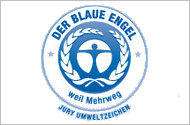 DER BLAUE ENGEL
weil Mehrweg
JURY UMWELTZEICHEN